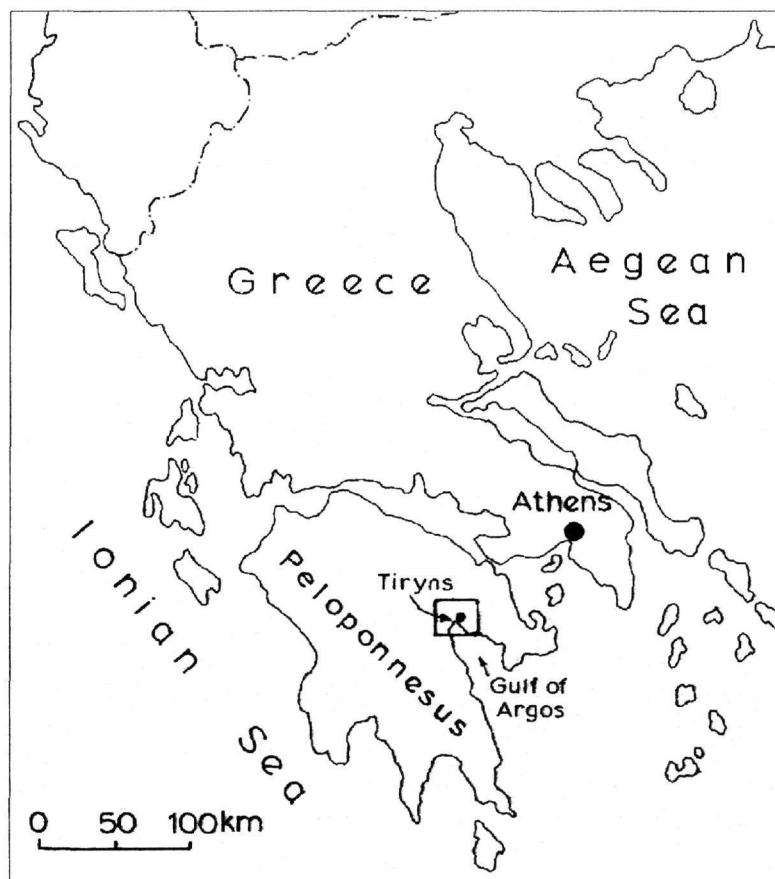 Greece
Aegean
Sea
Athens
Ionian
Sea
Peloponnesus
Tiryns
Gulf of
Argos
0 50 100km